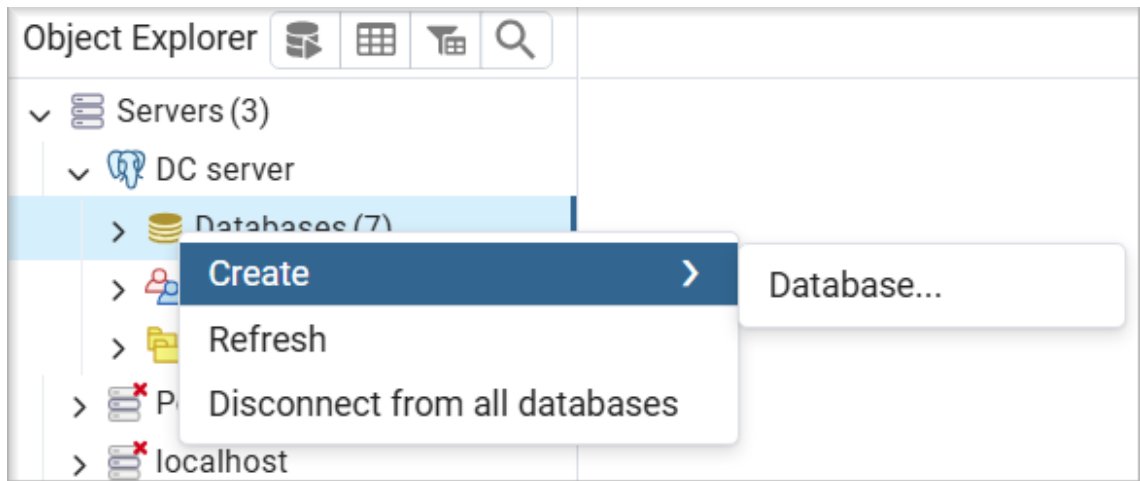 Object Explorer
Servers (3)
DC server
Databases (7)
Create
Database...
Refresh
Disconnect from all databases
localhost